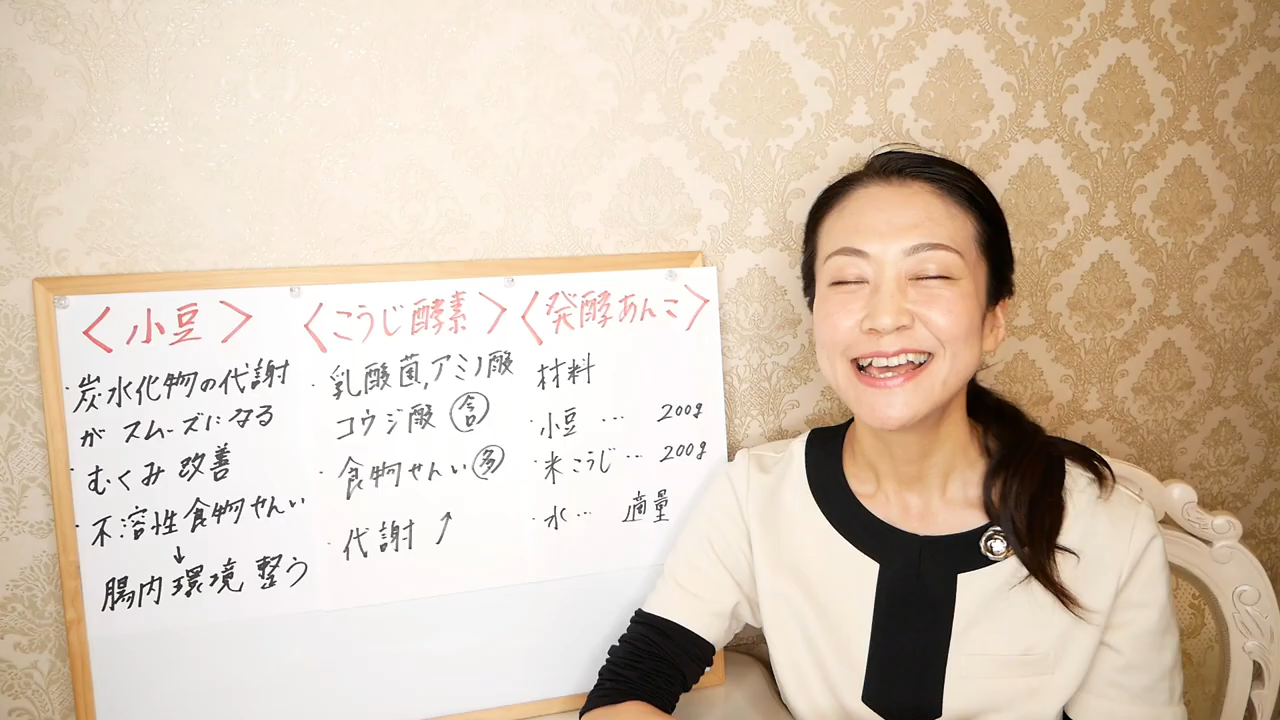 〈小豆〉
・炭水化物の代謝
がスムーズになる
・むくみ改善
・不溶性食物せんい
↓
腸内環境 整う
〈こうじ酵素〉
・乳酸菌,アミノ酸
コウジ酸 含
・食物せんい 多
・代謝↑
〈発酵あんこ〉
材料
・小豆… 200g
・米こうじ… 200g
・水… 適量